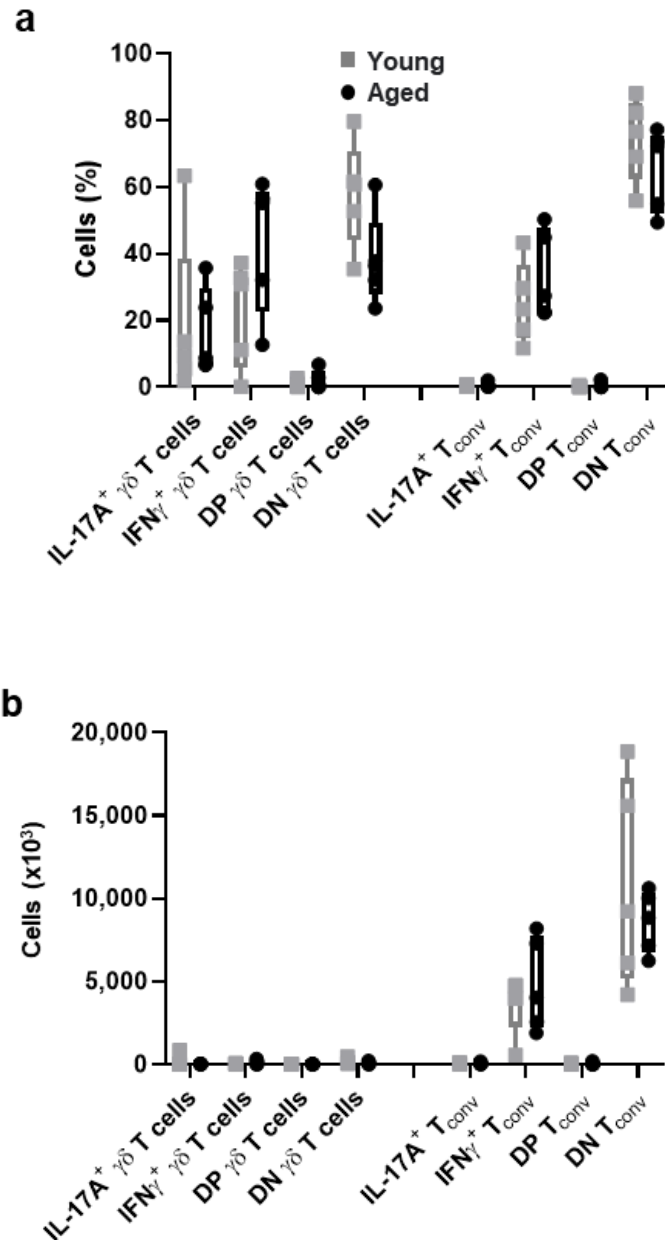 a
Cells (%)
100
80
60
40
20
0
Young
Aged
IL-17A⁺ γδ T cells
IFNγ⁺ γδ T cells
DP γδ T cells
DN γδ T cells
IL-17A⁺ Tconv
IFNγ⁺ Tconv
DP Tconv
DN Tconv
b
Cells (x10³)
20,000
15,000
10,000
5,000
0
IL-17A⁺ γδ T cells
IFNγ⁺ γδ T cells
DP γδ T cells
DN γδ T cells
IL-17A⁺ Tconv
IFNγ⁺ Tconv
DP Tconv
DN Tconv